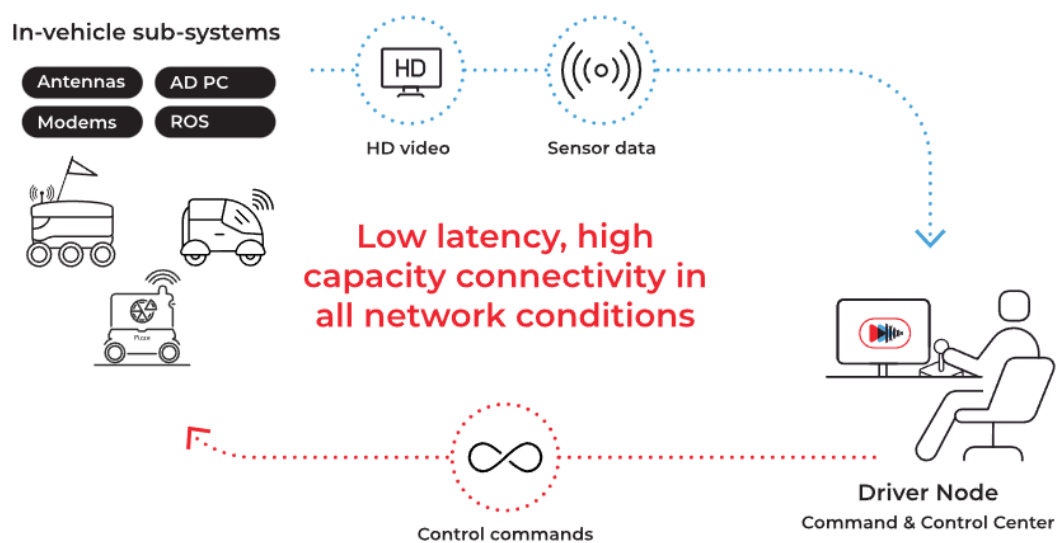 In-vehicle sub-systems
Antennas
AD PC
Modems
ROS
HD
HD video
Sensor data
Low latency, high
capacity connectivity in
all network conditions
Pizze
Control commands
Driver Node
Command & Control Center